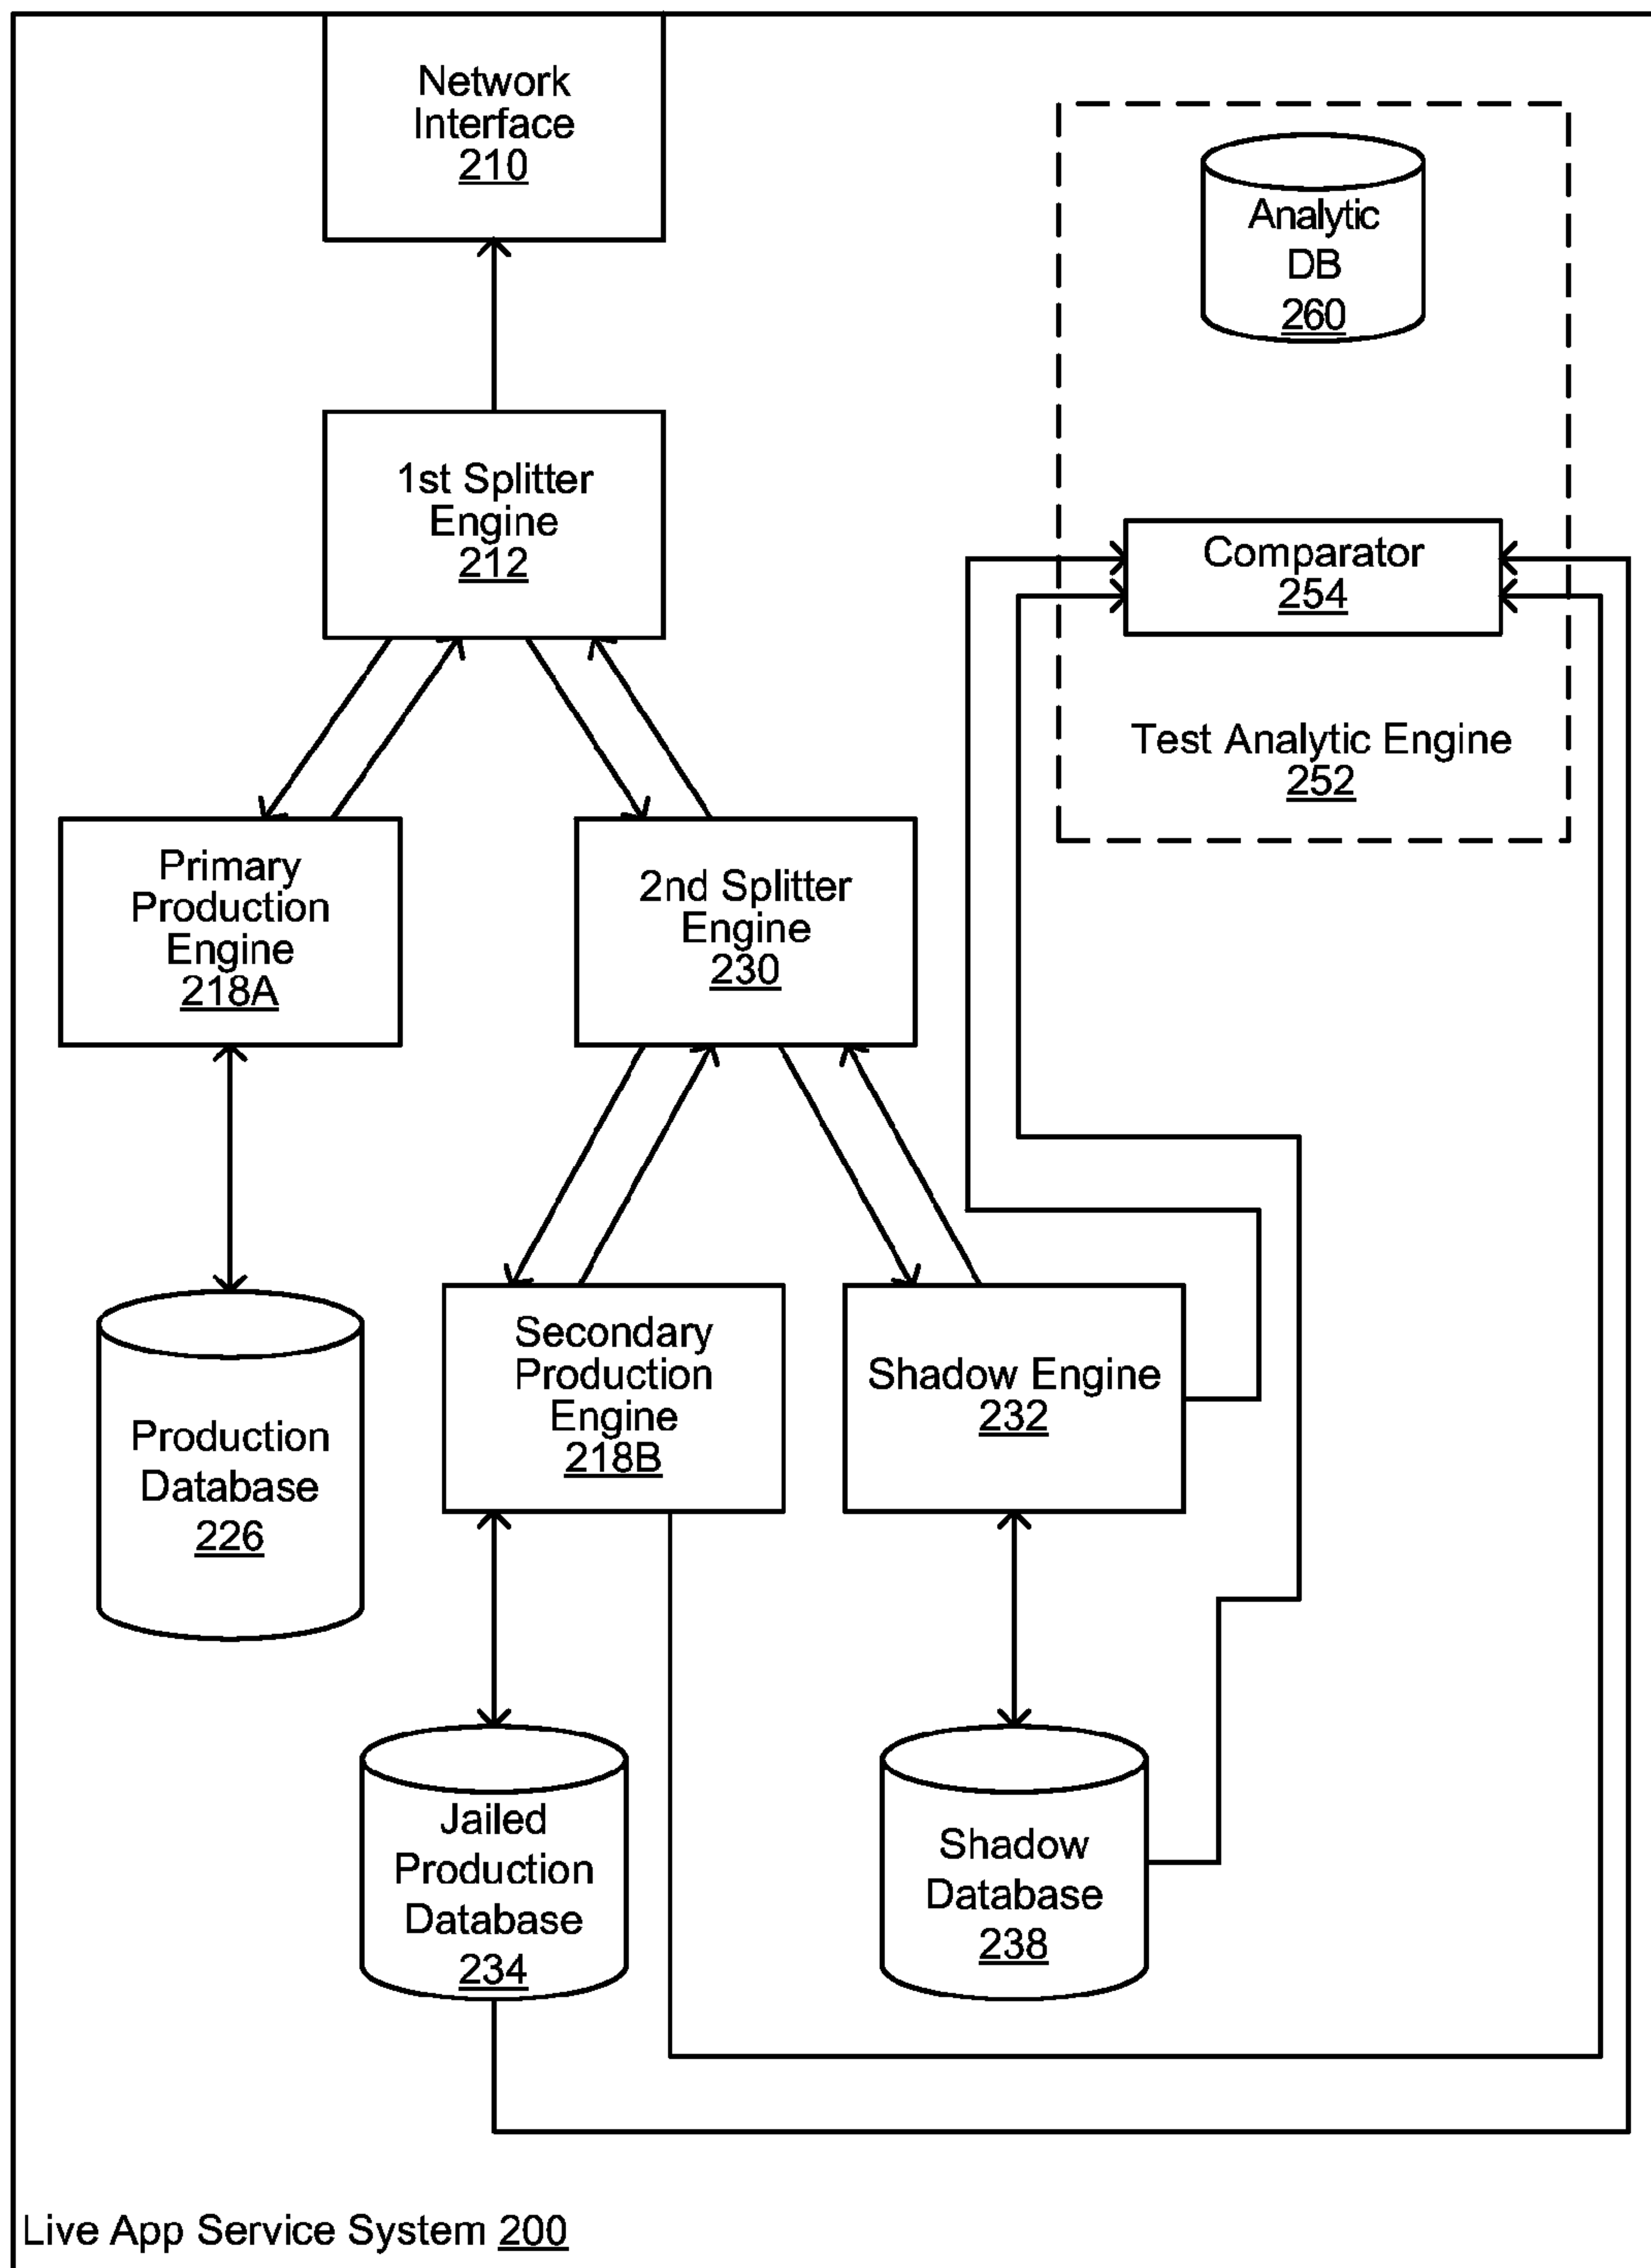 Network
Interface
210
Analytic
DB
260
1st Splitter
Engine
212
Comparator
254
Test Analytic Engine
252
Primary
Production
Engine
218A
2nd Splitter
Engine
230
Secondary
Production
Engine
218B
Shadow Engine
232
Production
Database
226
Jailed
Production
Database
234
Shadow
Database
238
Live App Service System 200